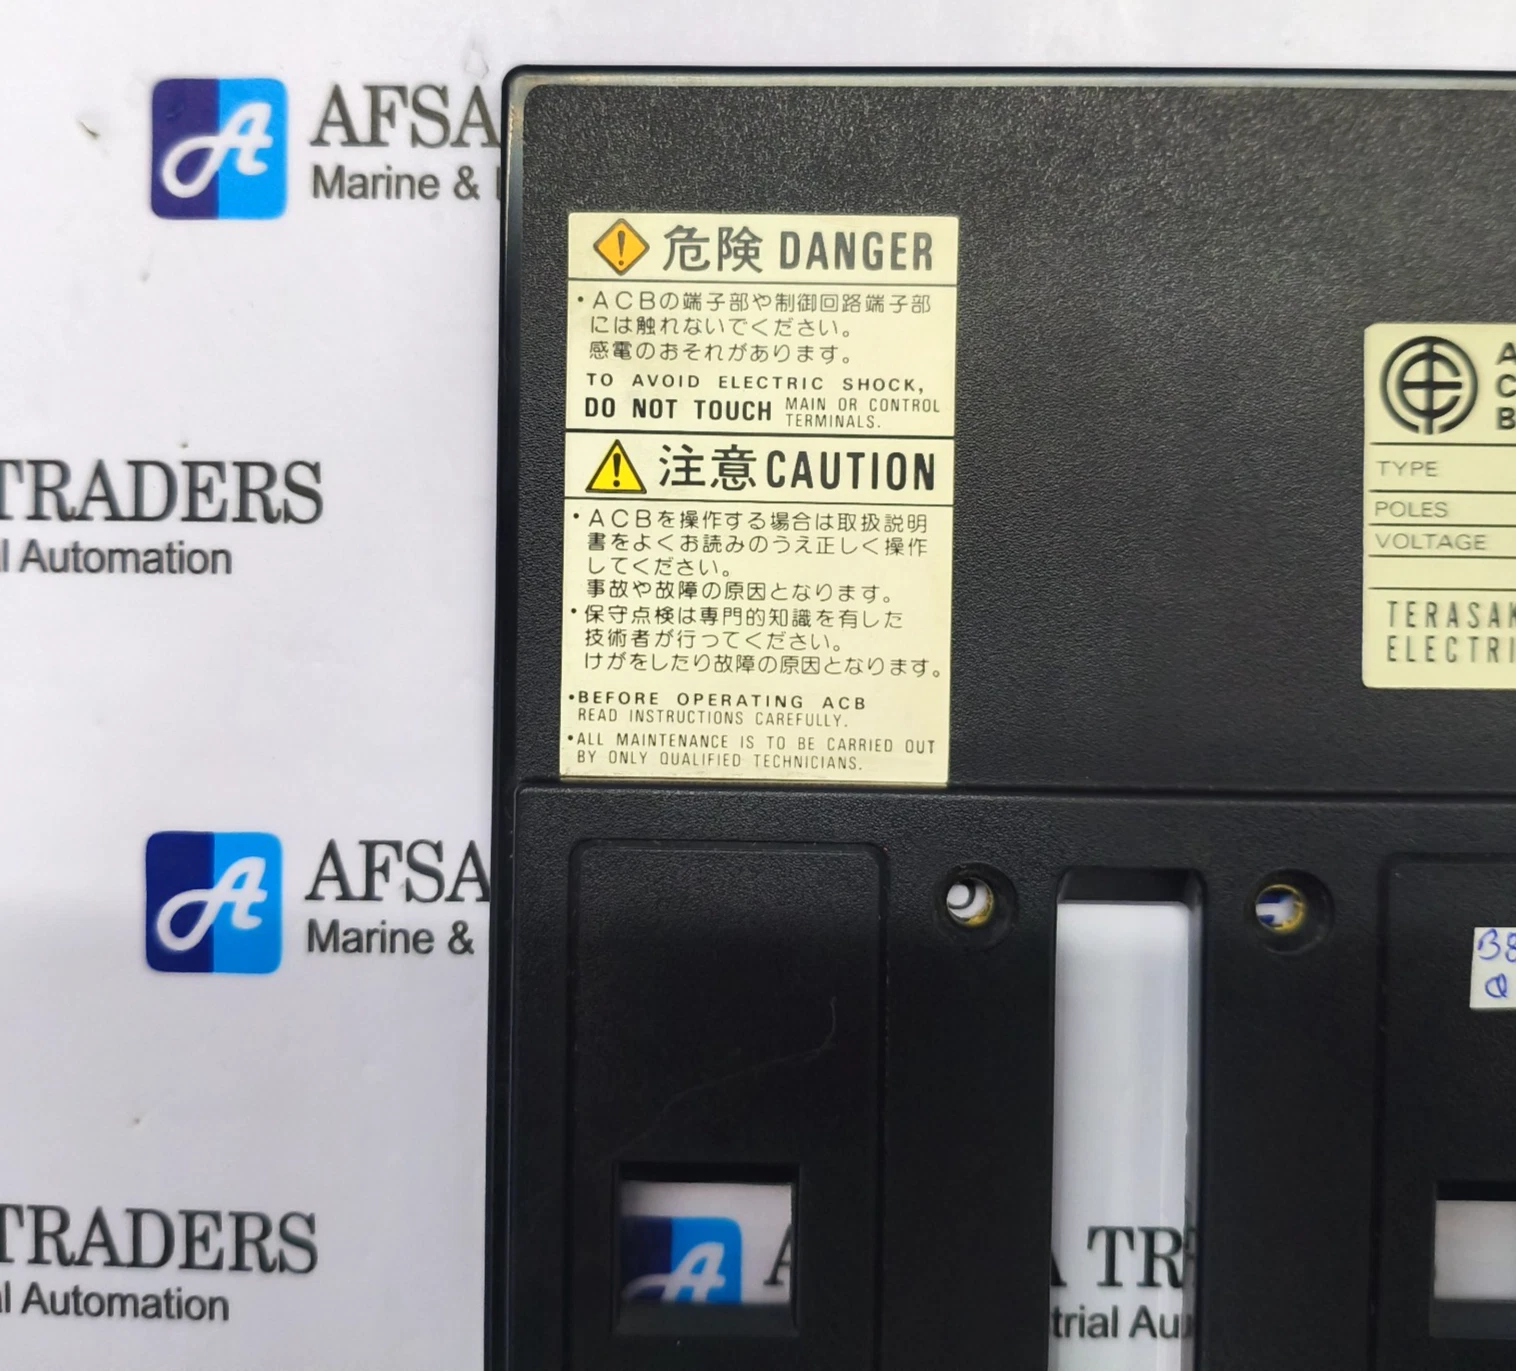 AFSA
Marine &
TRADERS
l Automation
危険 DANGER
・ACBの端子部や制御回路端子部
には触れないでください。
感電のおそれがあります。
TO AVOID ELECTRIC SHOCK,
DO NOT TOUCH MAIN OR CONTROL
TERMINALS.
注意 CAUTION
・ACBを操作する場合は取扱説明
書をよくお読みのうえ正しく操作
してください。
事故や故障の原因となります。
・保守点検は専門的知識を有した
技術者が行ってください。
けがをしたり故障の原因となります。
•BEFORE OPERATING ACB
READ INSTRUCTIONS CAREFULLY.
•ALL MAINTENANCE IS TO BE CARRIED OUT
BY ONLY QUALIFIED TECHNICIANS.
A
C
B
TYPE
POLES
VOLTAGE
TERASAK
ELECTRI
AFSA
Marine &
B8
Q
TRADERS
l Automation
A
A TR
trial Au